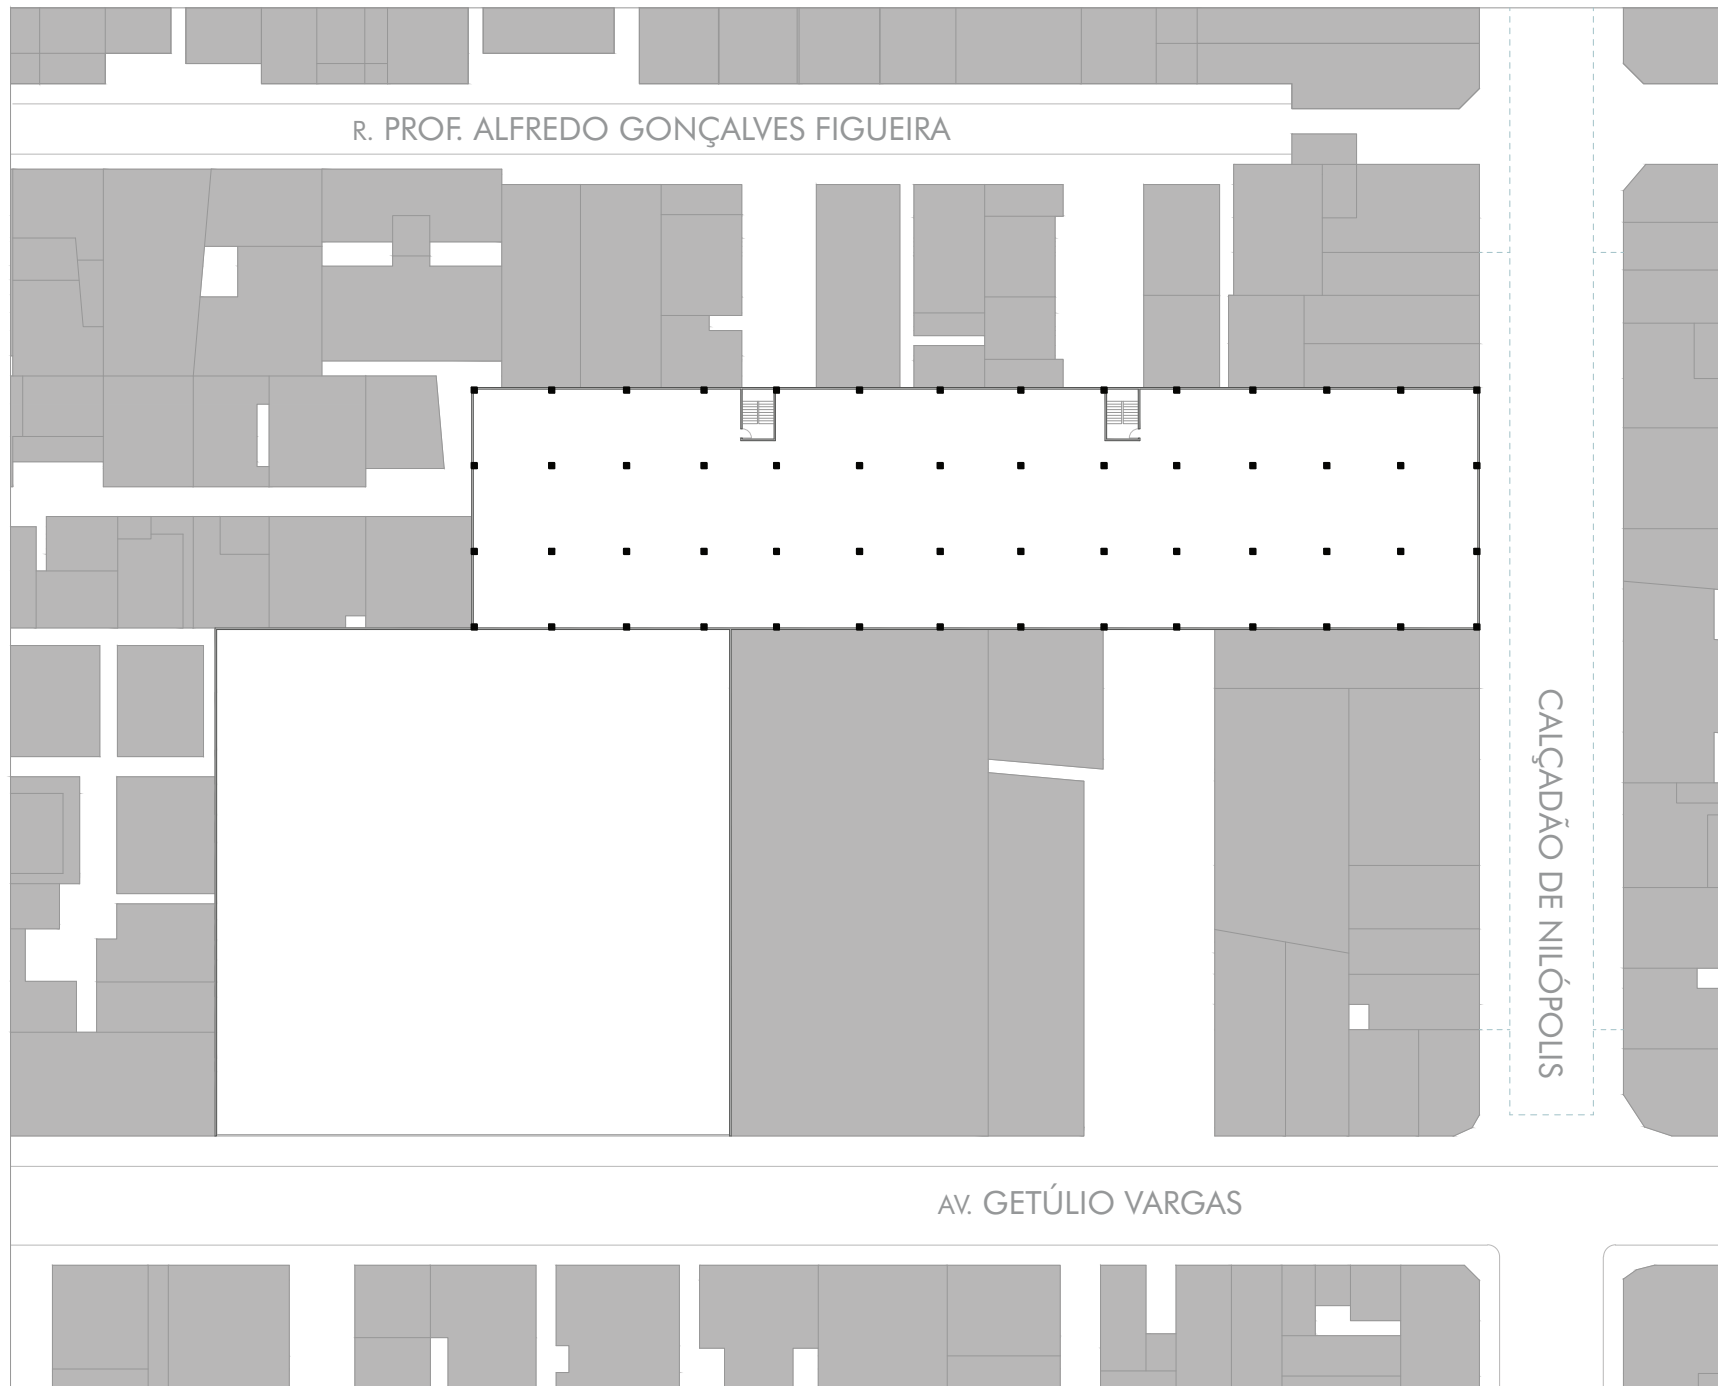 R. PROF. ALFREDO GONÇALVES FIGUEIRA
CALÇADÃO DE NILÓPOLIS
AV. GETÚLIO VARGAS